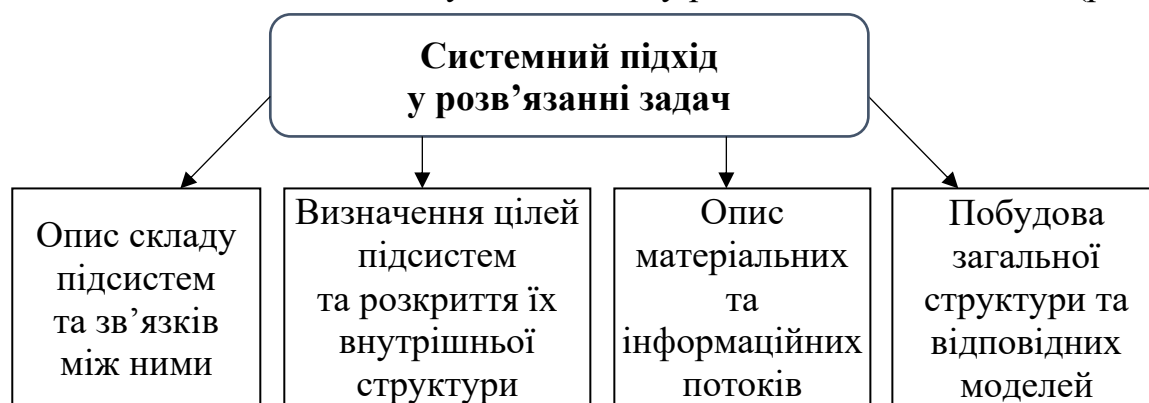 Системний підхід
у розв’язанні задач
Опис складу
підсистем
та зв’язків
між ними
Визначення цілей
підсистем
та розкриття їх
внутрішньої
структури
Опис
матеріальних
та
інформаційних
потоків
Побудова
загальної
структури та
відповідних
моделей